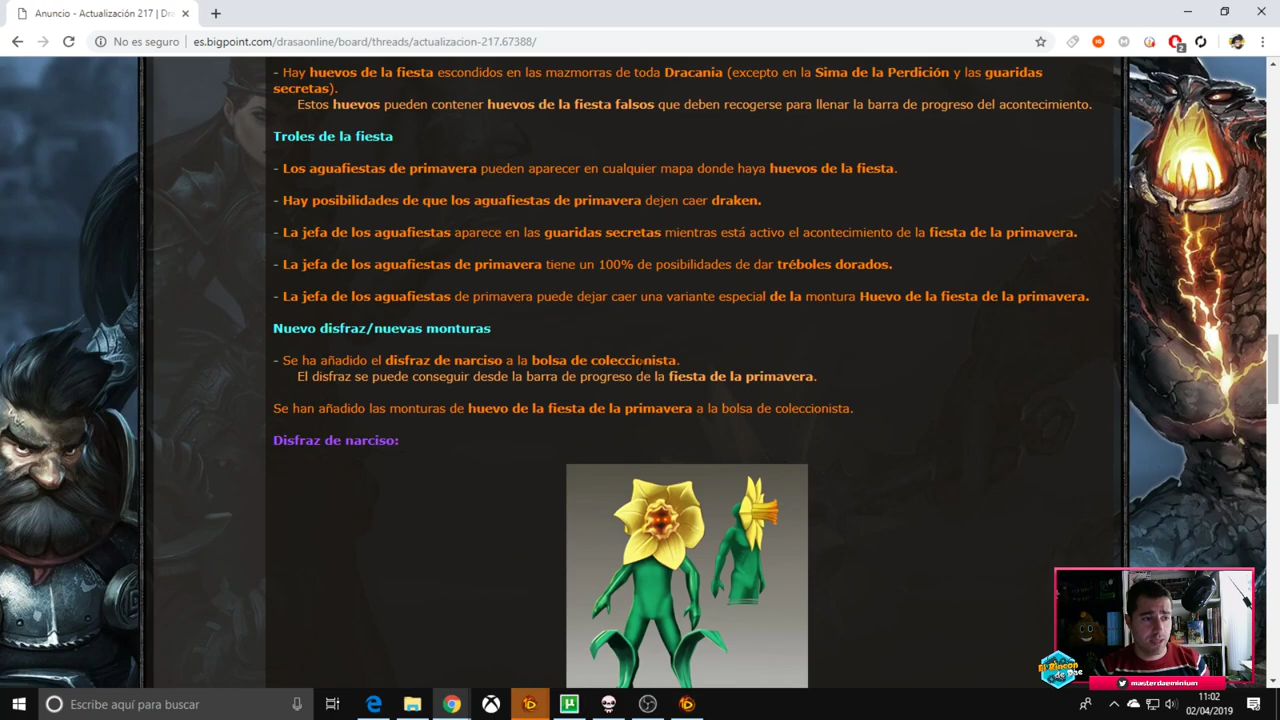 Anuncio - Actualización 217 | Dra
No es seguro
es.bigpoint.com/drasaonline/board/threads/actualizacion-217.67388/
2
- Hay huevos de la fiesta escondidos en las mazmorras de toda Dracania (excepto en la Sima de la Perdición y las guaridas
secretas).
Estos huevos pueden contener huevos de la fiesta falsos que deben recogerse para llenar la barra de progreso del acontecimiento.
Troles de la fiesta
- Los aguafiestas de primavera pueden aparecer en cualquier mapa donde haya huevos de la fiesta.
- Hay posibilidades de que los aguafiestas de primavera dejen caer draken.
- La jefa de los aguafiestas aparece en las guaridas secretas mientras está activo el acontecimiento de la fiesta de la primavera.
- La jefa de los aguafiestas de primavera tiene un 100% de posibilidades de dar tréboles dorados.
- La jefa de los aguafiestas de primavera puede dejar caer una variante especial de la montura Huevo de la fiesta de la primavera.
Nuevo disfraz/nuevas monturas
- Se ha añadido el disfraz de narciso a la bolsa de coleccionista.
El disfraz se puede conseguir desde la barra de progreso de la fiesta de la primavera.
Se han añadido las monturas de huevo de la fiesta de la primavera a la bolsa de coleccionista.
Disfraz de narciso:
El Rincon
de Dae
masterdaeminium
Escribe aquí para buscar
11:02
02/04/2019